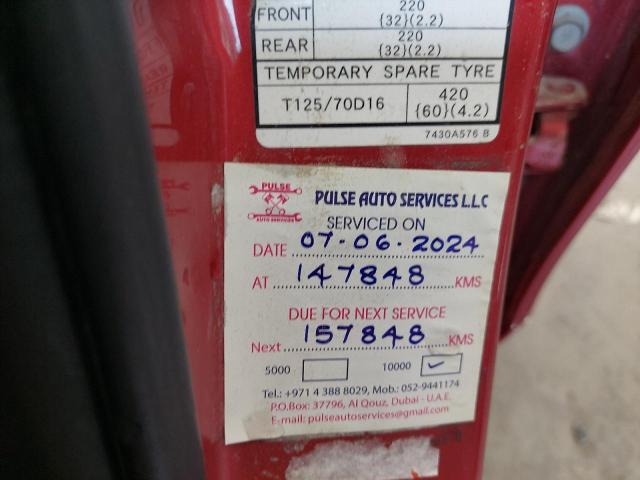 FRONT 220 {32}(2.2)
REAR 220 {32}(2.2)
TEMPORARY SPARE TYRE
T125/70D16 420 {60}(4.2)
7430A576 B
PULSE
AUTO SERVICES
PULSE AUTO SERVICES L.L.C
SERVICED ON
DATE 07-06-2024
AT 147848 KMS
DUE FOR NEXT SERVICE
Next 157848 KMS
5000 10000 ✓
Tel.: +971 4 388 8029, Mob.: 052-9441174
P.O.Box: 37796, Al Qouz, Dubai - U.A.E.
E-mail: pulseautoservices@gmail.com